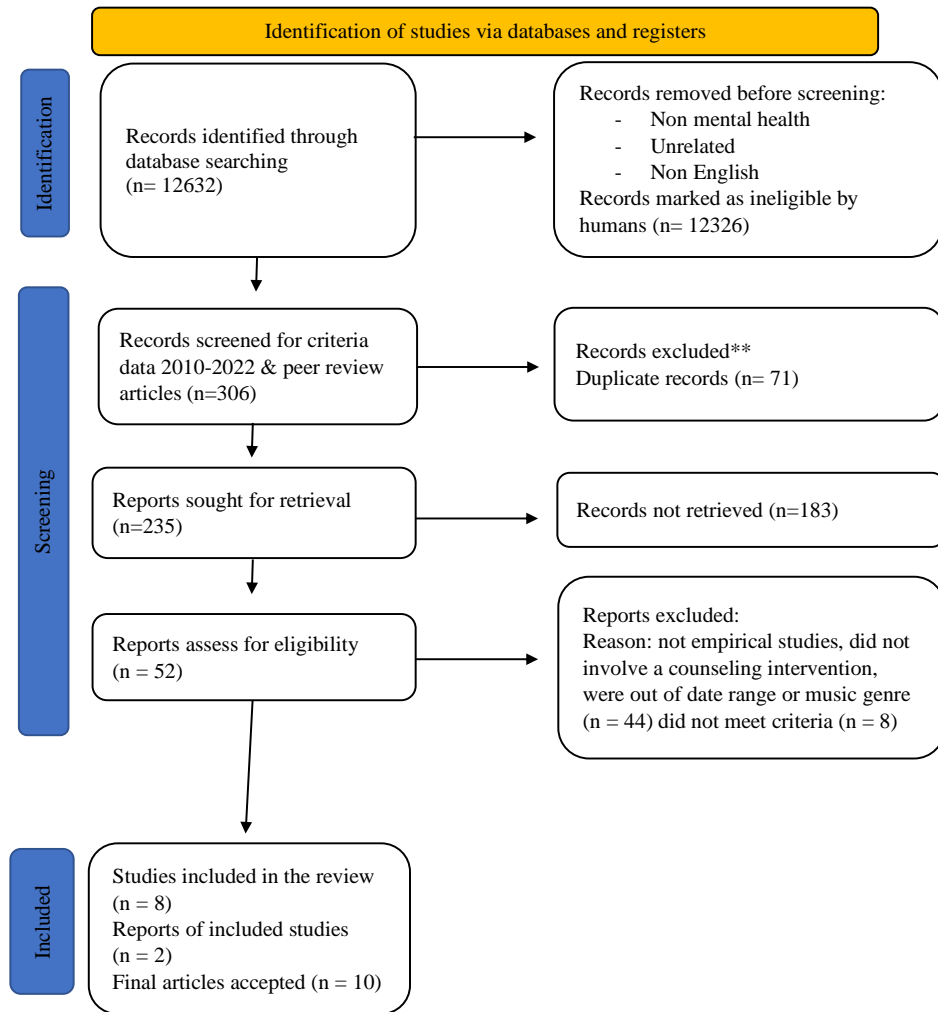 Identification of studies via databases and registers
Identification
Records identified through
database searching
(n= 12632)
Records removed before screening:
- Non mental health
- Unrelated
- Non English
Records marked as ineligible by
humans (n= 12326)
Screening
Records screened for criteria
data 2010-2022 & peer review
articles (n=306)
Records excluded**
Duplicate records (n= 71)
Reports sought for retrieval
(n=235)
Records not retrieved (n=183)
Reports assess for eligibility
(n = 52)
Reports excluded:
Reason: not empirical studies, did not
involve a counseling intervention,
were out of date range or music genre
(n = 44) did not meet criteria (n = 8)
Included
Studies included in the review
(n = 8)
Reports of included studies
(n = 2)
Final articles accepted (n = 10)